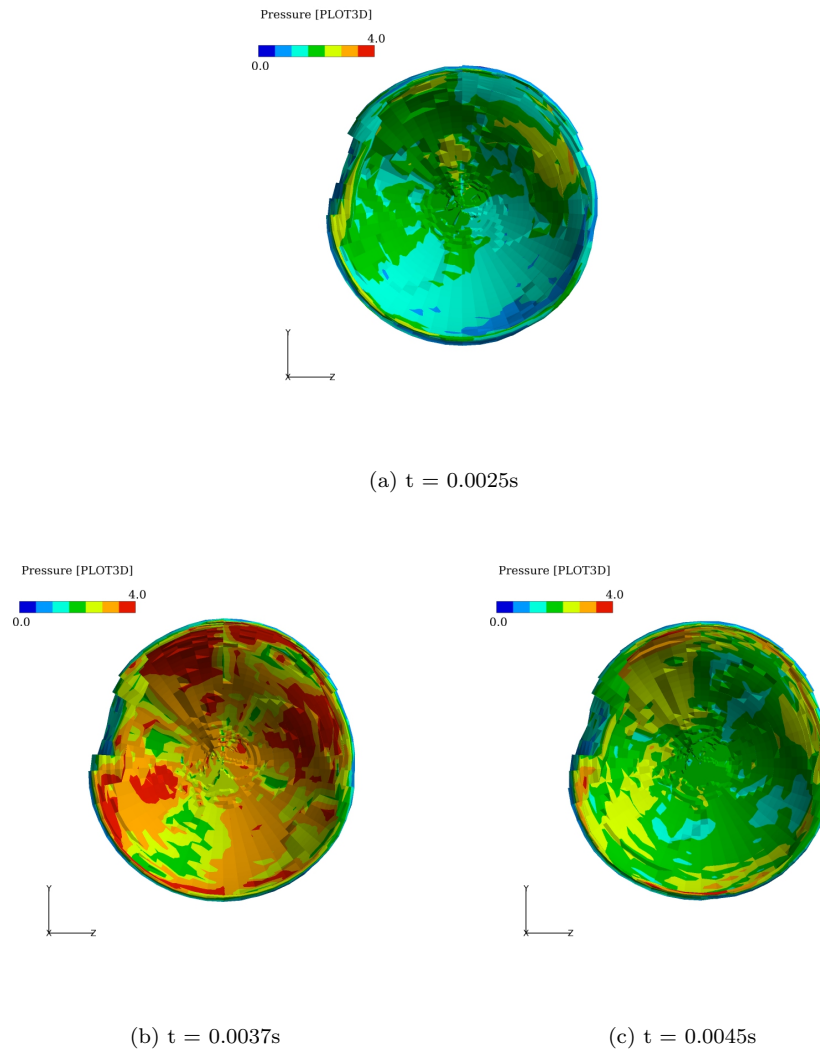 Pressure [PLOT3D]
4.0
0.0
Y
X Z
(a) t = 0.0025s
Pressure [PLOT3D]
4.0
0.0
Y
X Z
(b) t = 0.0037s
Pressure [PLOT3D]
4.0
0.0
Y
X Z
(c) t = 0.0045s